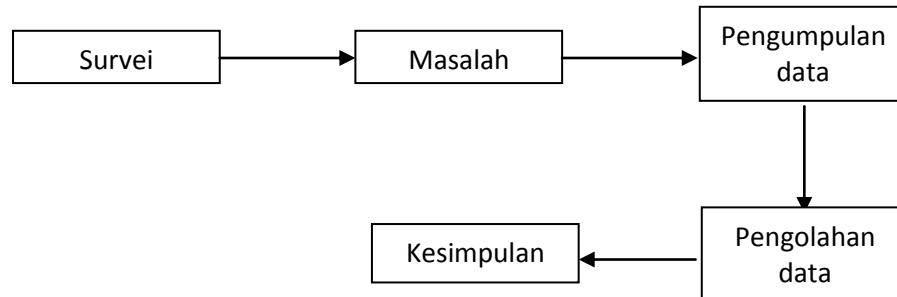 Survei
Masalah
Pengumpulan
data
Pengolahan
data
Kesimpulan